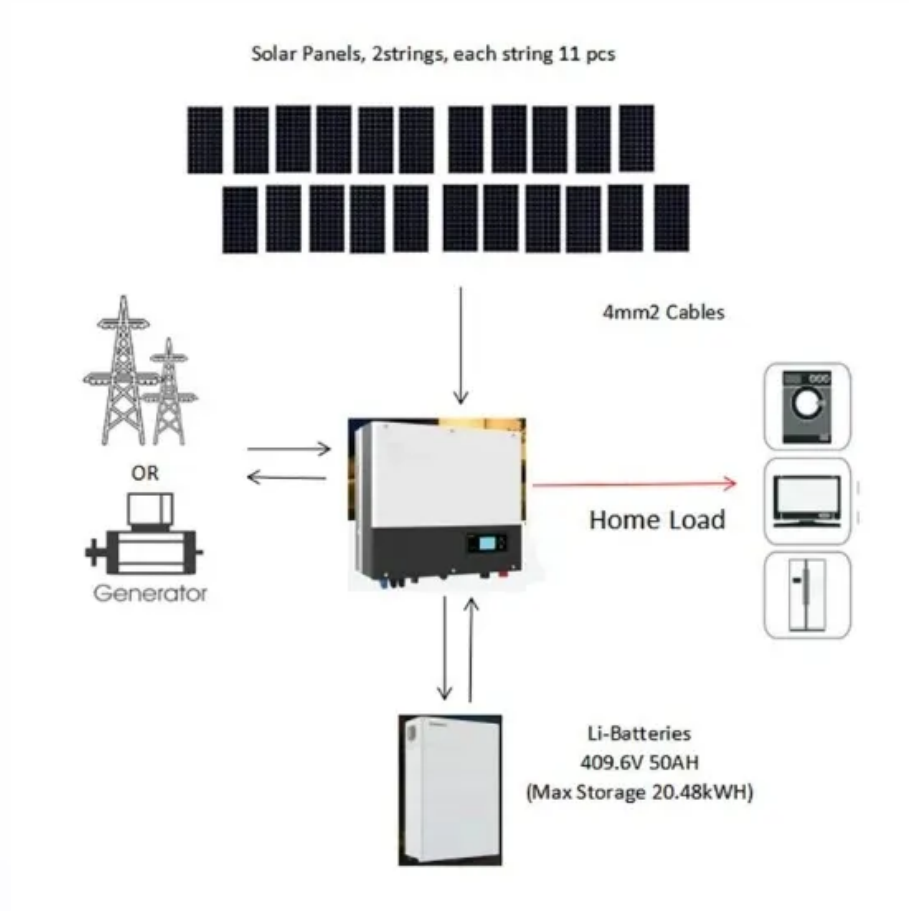 Solar Panels, 2strings, each string 11 pcs
4mm2 Cables
OR
Home Load
Generator
Li-Batteries
409.6V 50AH
(Max Storage 20.48kWH)